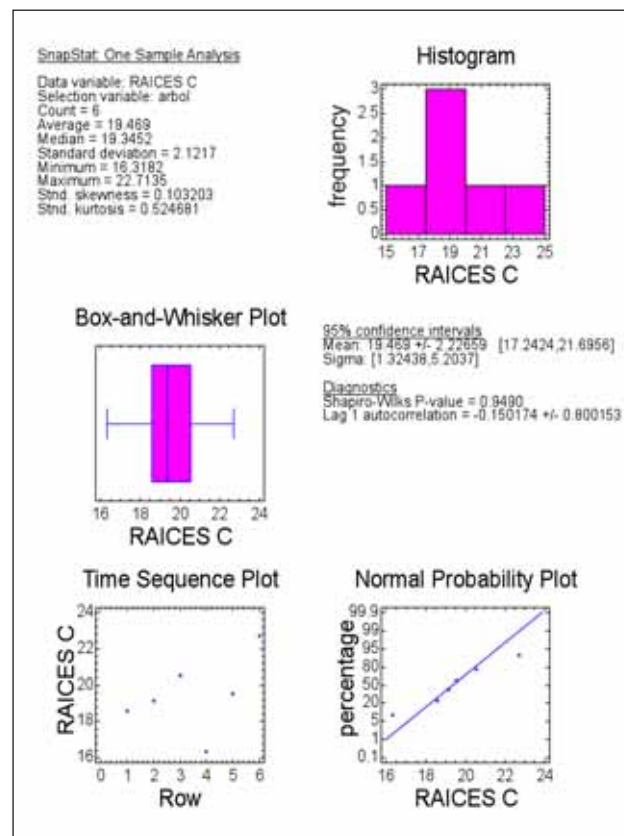 SnapStat: One Sample Analysis
Data variable: RAICES C
Selection variable: arbol
Count = 6
Average = 19.469
Median = 19.3452
Standard deviation = 2.1217
Minimum = 16.3182
Maximum = 22.7135
Stnd. skewness = 0.103203
Stnd. kurtosis = 0.524681
Histogram
frequency
3
2.5
2
1.5
1
0.5
0
15 17 19 21 23 25
RAICES C
Box-and-Whisker Plot
16 18 20 22 24
RAICES C
95% confidence intervals
Mean: 19.469 +/- 2.22659 [17.2424,21.6956]
Sigma: [1.32438,5.2037]
Diagnostics
Shapiro-Wilks P-value = 0.9490
Lag 1 autocorrelation = -0.150174 +/- 0.800153
Time Sequence Plot
RAICES C
24
22
20
18
16
0 1 2 3 4 5 6
Row
Normal Probability Plot
percentage
99.9
99
95
80
50
20
5
1
0.1
16 18 20 22 24
RAICES C